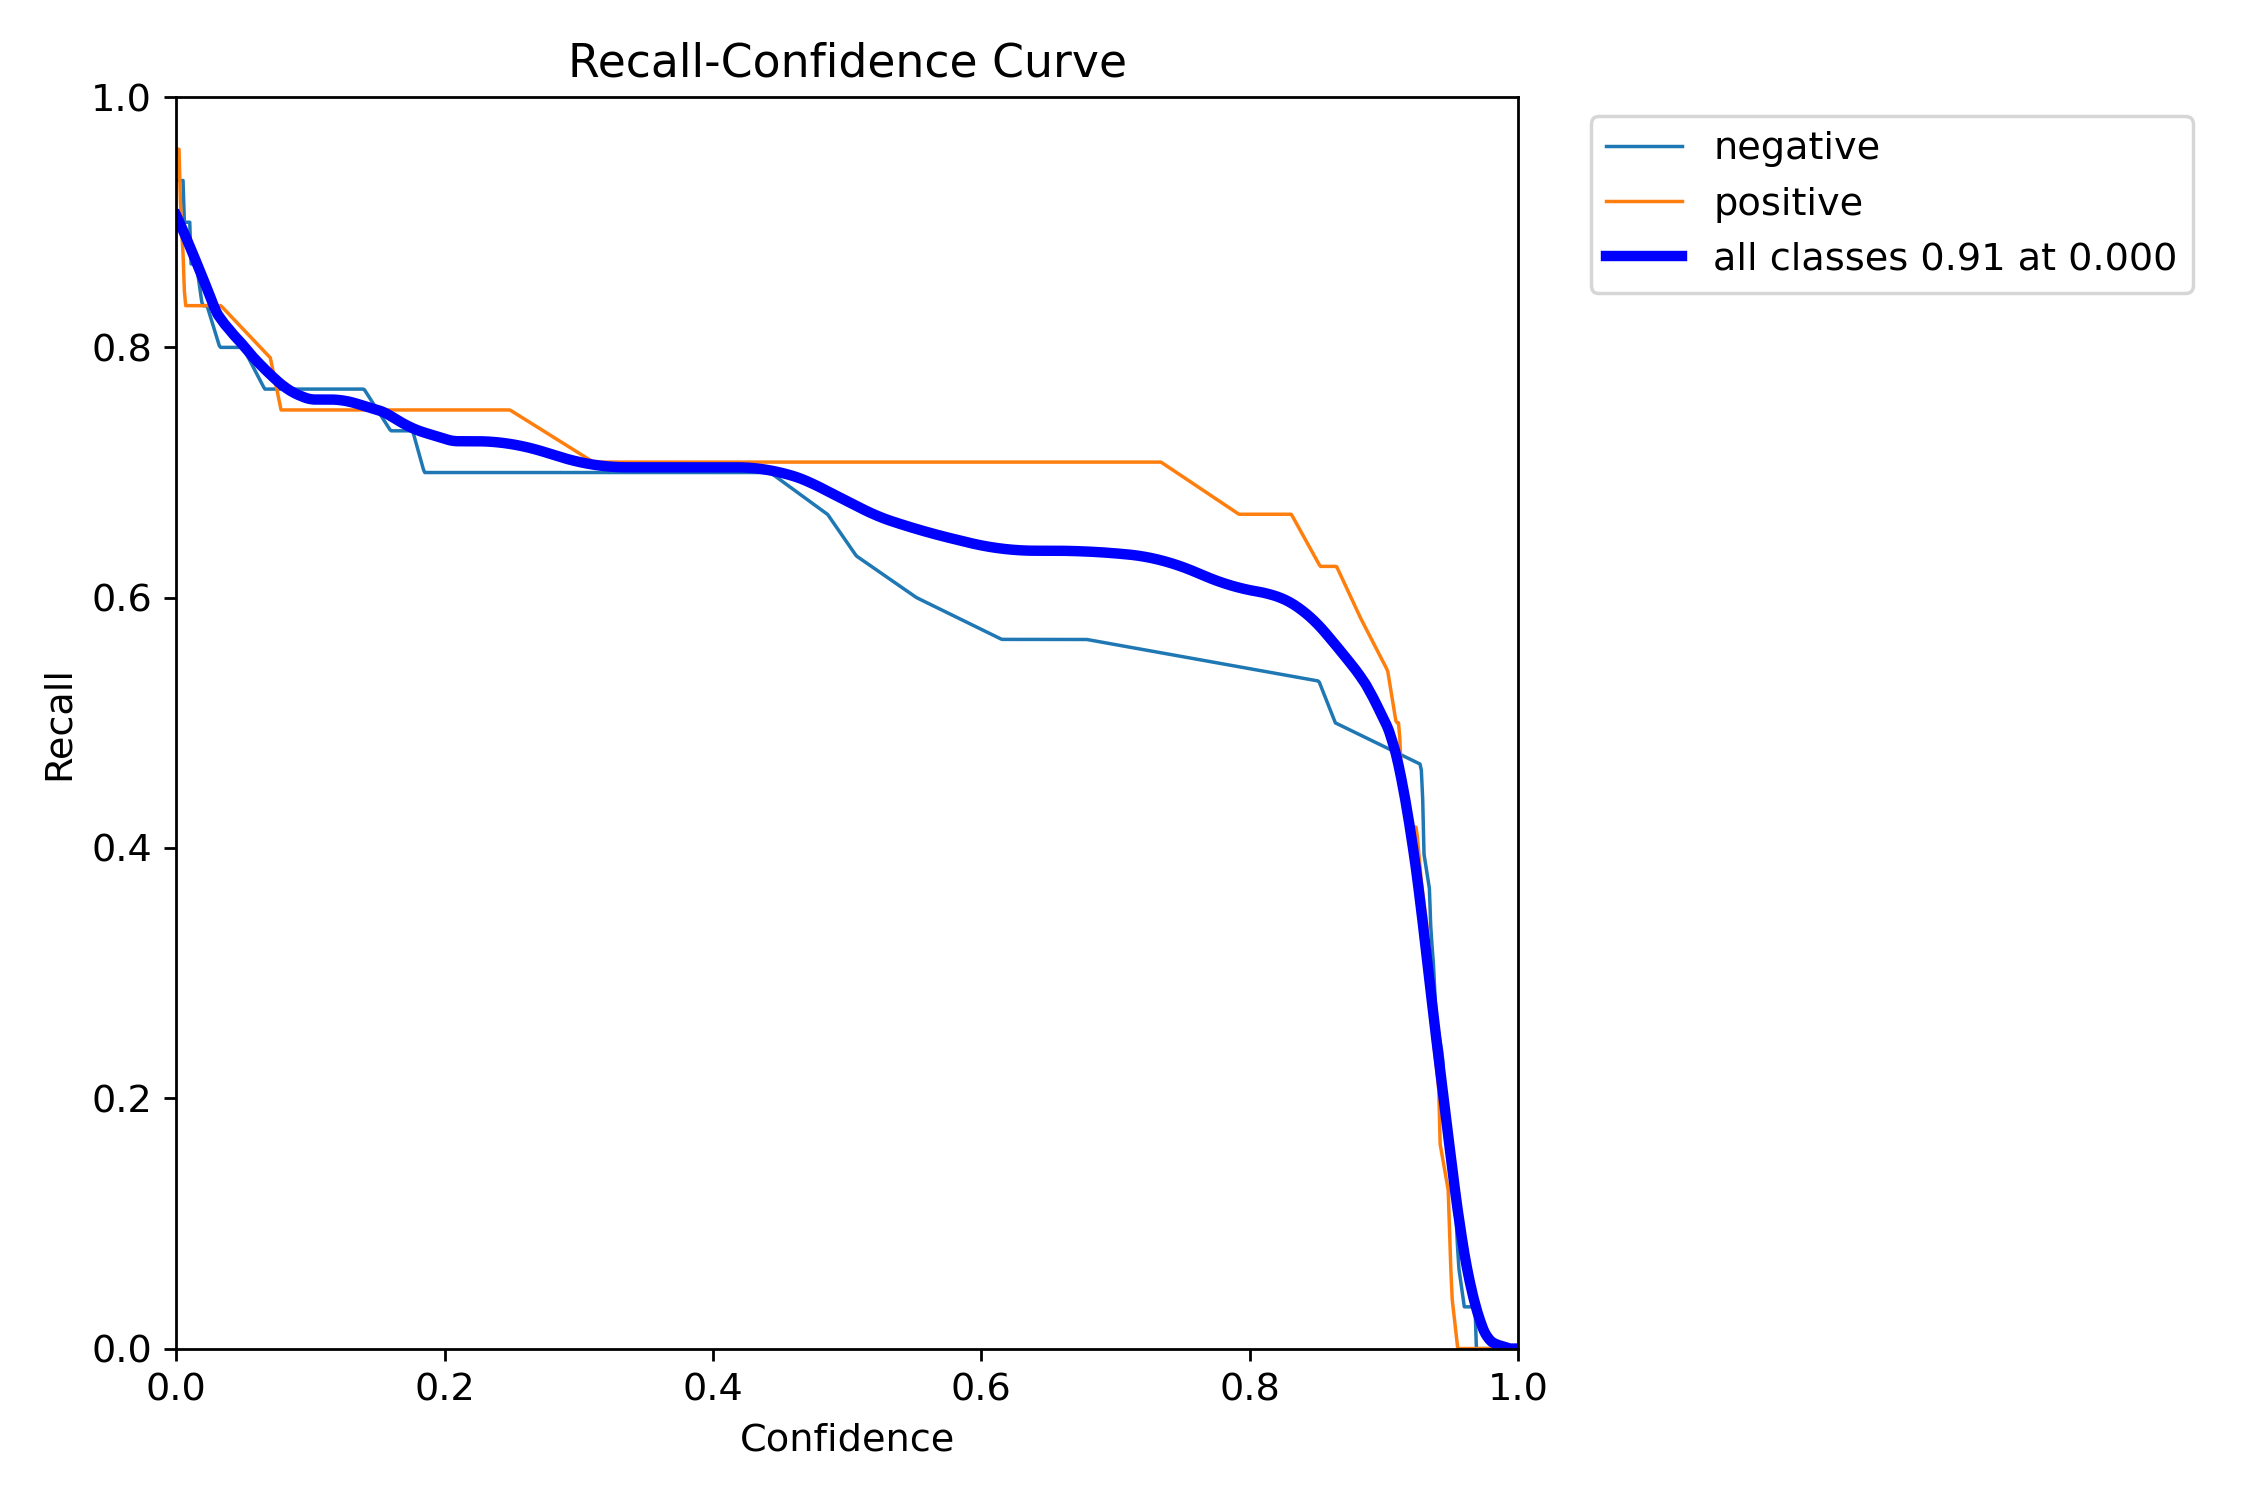 Recall-Confidence Curve
1.0
0.8
0.6
0.4
0.2
0.0
Recall
0.0 0.2 0.4 0.6 0.8 1.0
Confidence
negative
positive
all classes 0.91 at 0.000